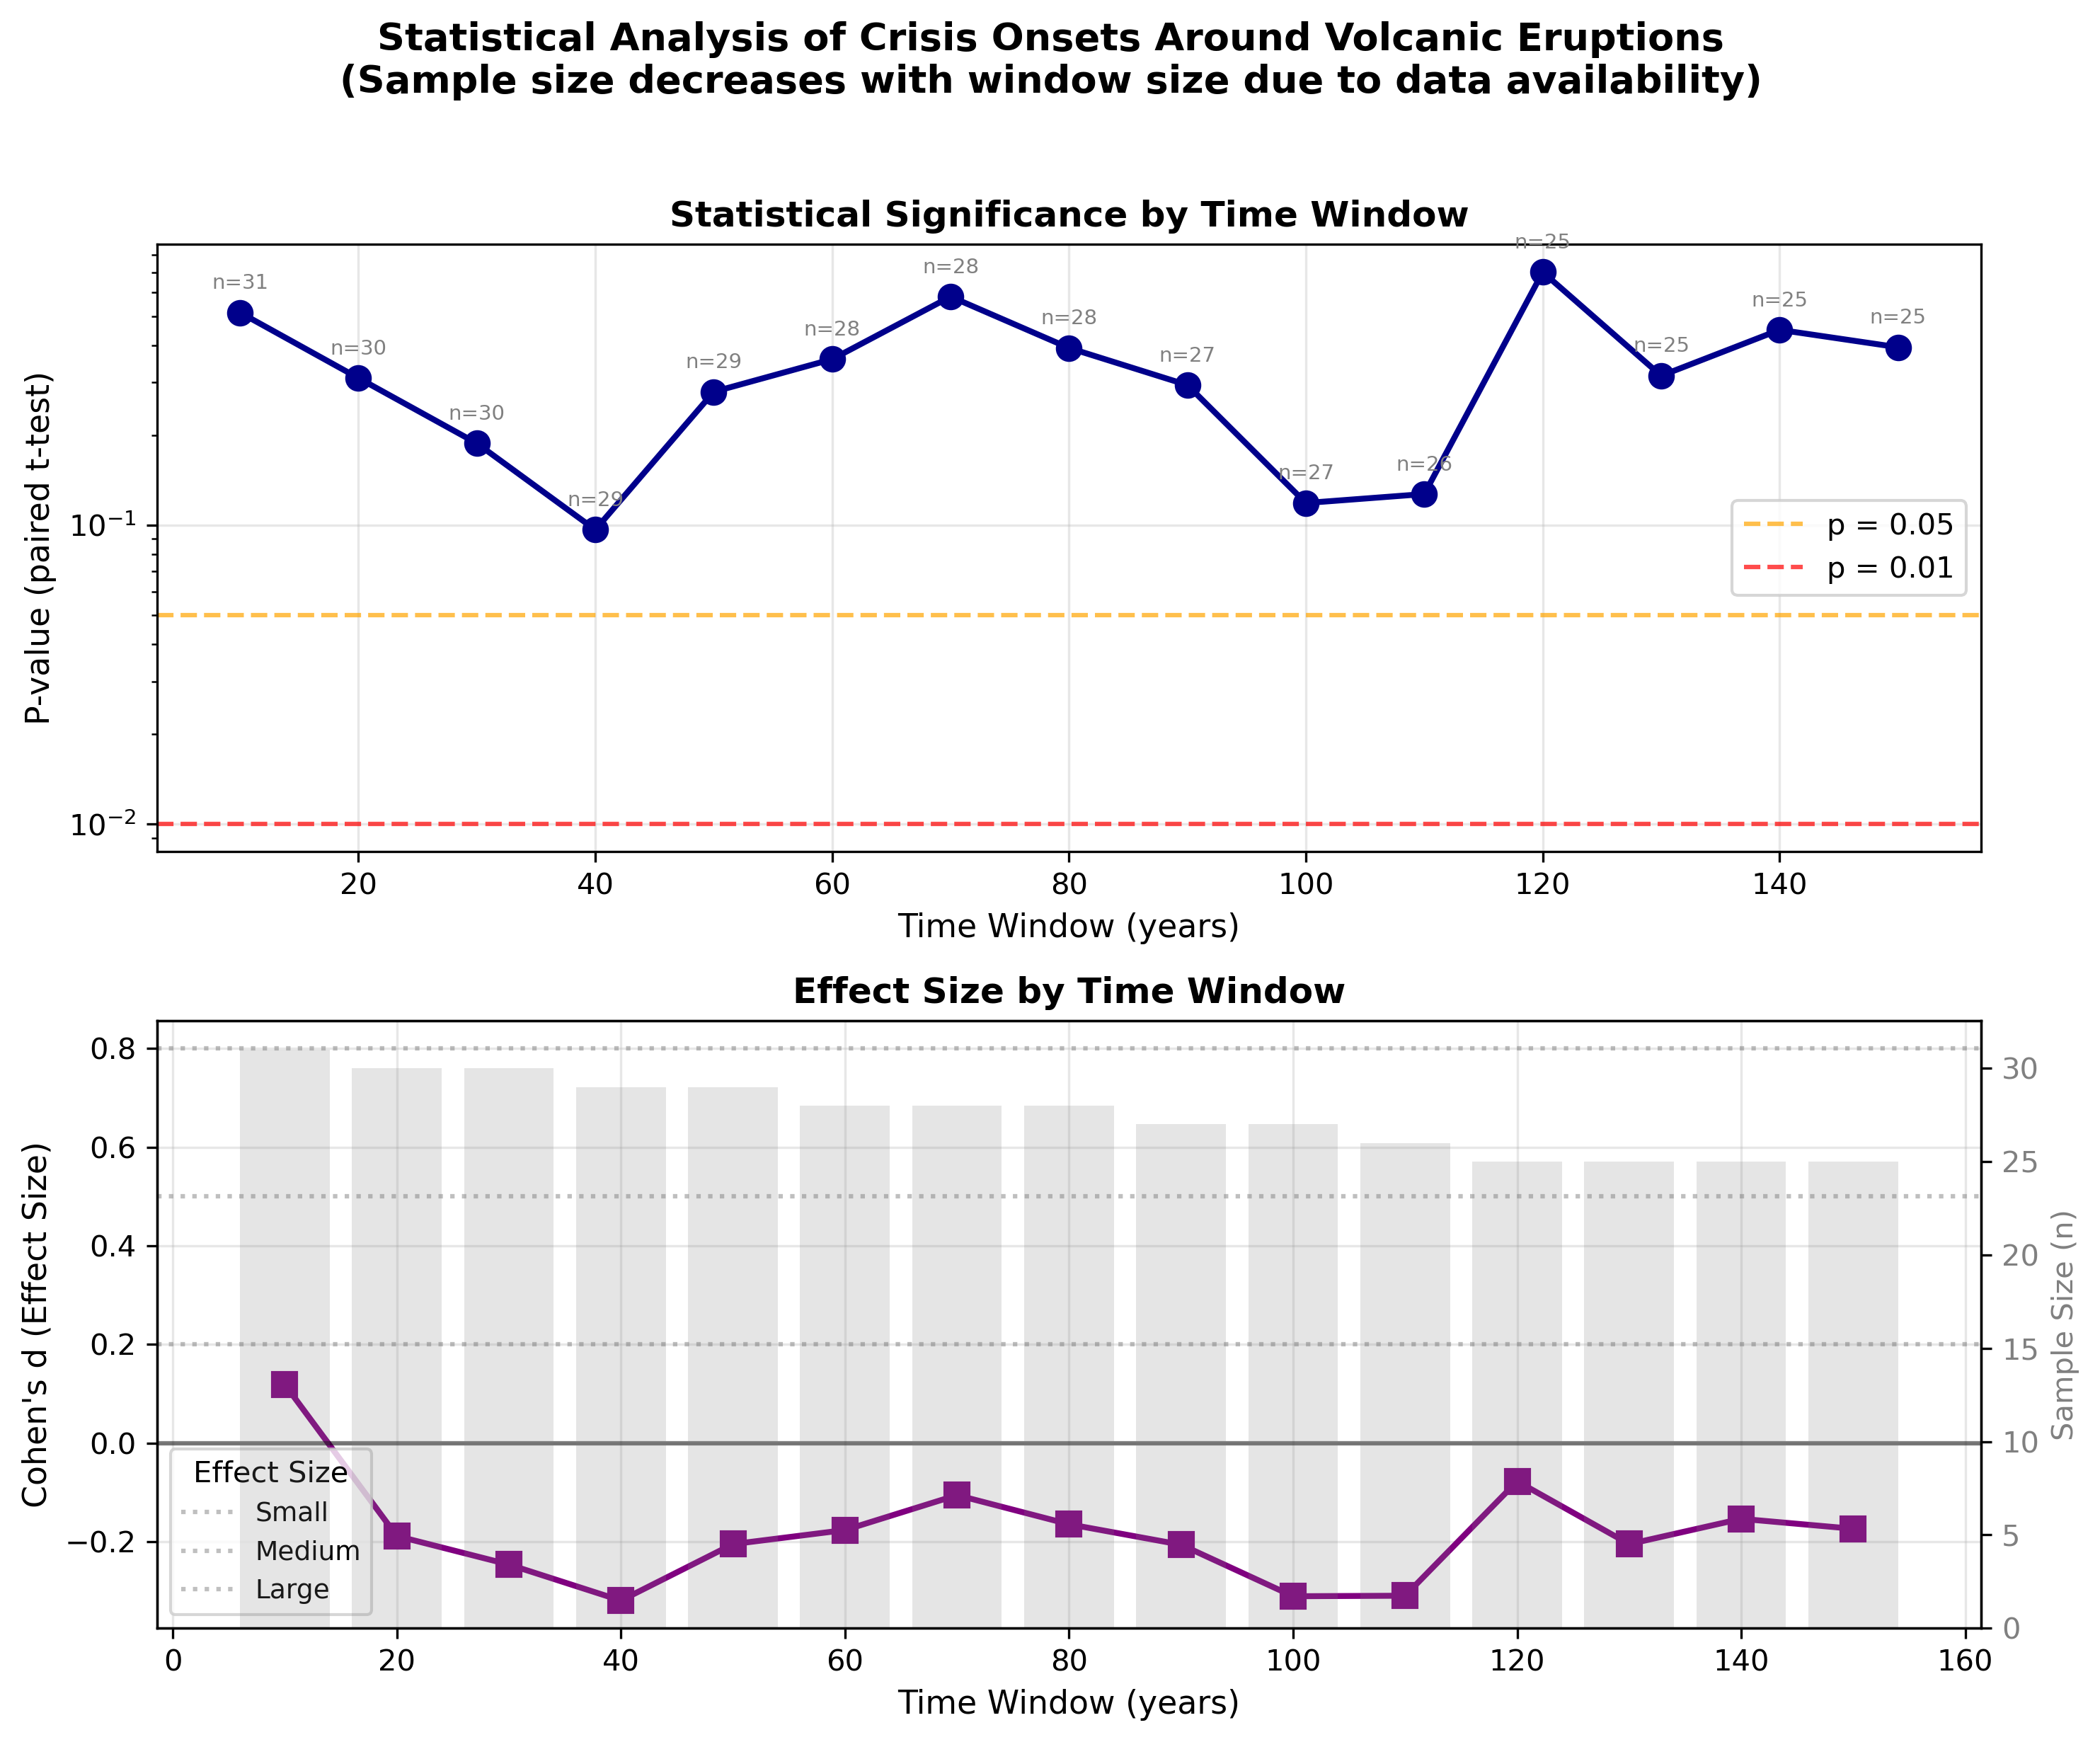 Statistical Analysis of Crisis Onsets Around Volcanic Eruptions
(Sample size decreases with window size due to data availability)
Statistical Significance by Time Window
P-value (paired t-test)
10⁻¹
10⁻²
n=31
n=30
n=30
n=29
n=29
n=28
n=28
n=28
n=27
n=27
n=26
n=25
n=25
n=25
n=25
p = 0.05
p = 0.01
20 40 60 80 100 120 140
Time Window (years)
Effect Size by Time Window
Cohen's d (Effect Size)
0.8
0.6
0.4
0.2
0.0
−0.2
Effect Size
Small
Medium
Large
30
25
20
15
10
5
0
Sample Size (n)
0 20 40 60 80 100 120 140 160
Time Window (years)